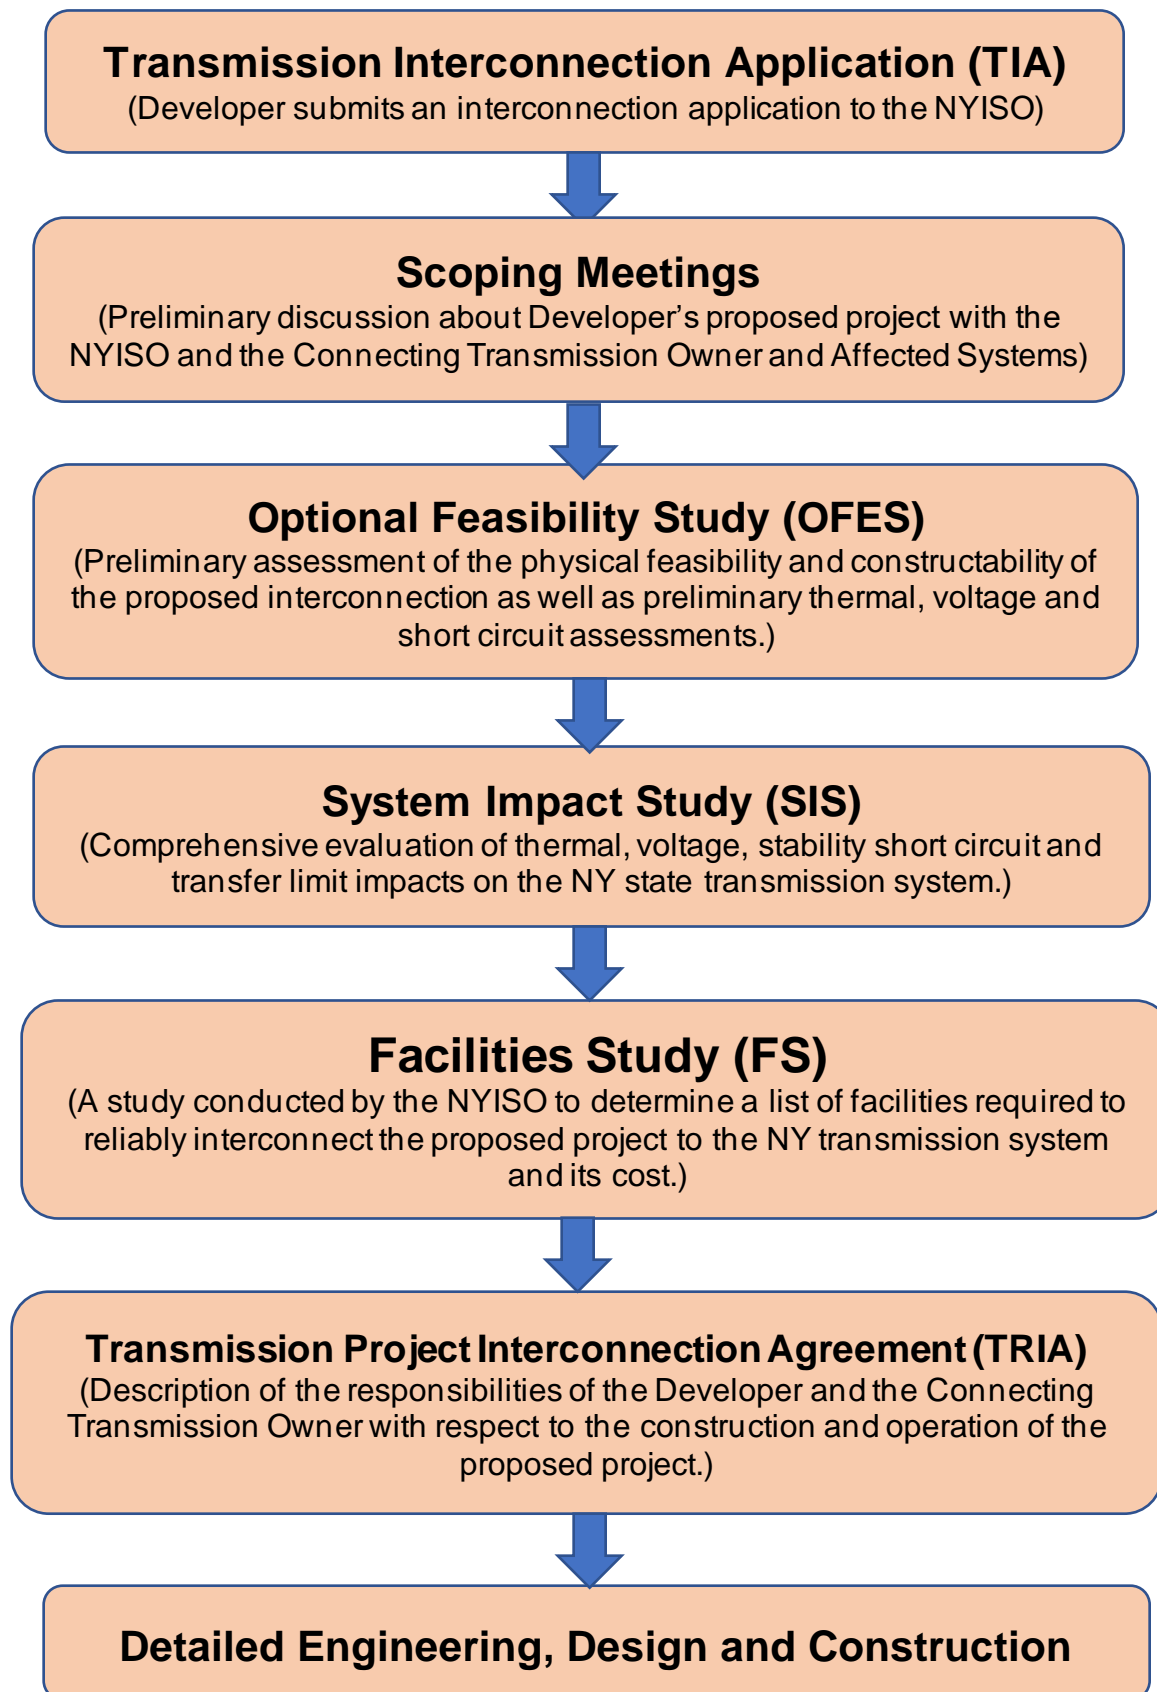 Transmission Interconnection Application (TIA)
(Developer submits an interconnection application to the NYISO)
Scoping Meetings
(Preliminary discussion about Developer's proposed project with the
NYISO and the Connecting Transmission Owner and Affected Systems)
Optional Feasibility Study (OFES)
(Preliminary assessment of the physical feasibility and constructability of
the proposed interconnection as well as preliminary thermal, voltage and
short circuit assessments.)
System Impact Study (SIS)
(Comprehensive evaluation of thermal, voltage, stability short circuit and
transfer limit impacts on the NY state transmission system.)
Facilities Study (FS)
(A study conducted by the NYISO to determine a list of facilities required to
reliably interconnect the proposed project to the NY transmission system
and its cost.)
Transmission Project Interconnection Agreement (TRIA)
(Description of the responsibilities of the Developer and the Connecting
Transmission Owner with respect to the construction and operation of the
proposed project.)
Detailed Engineering, Design and Construction